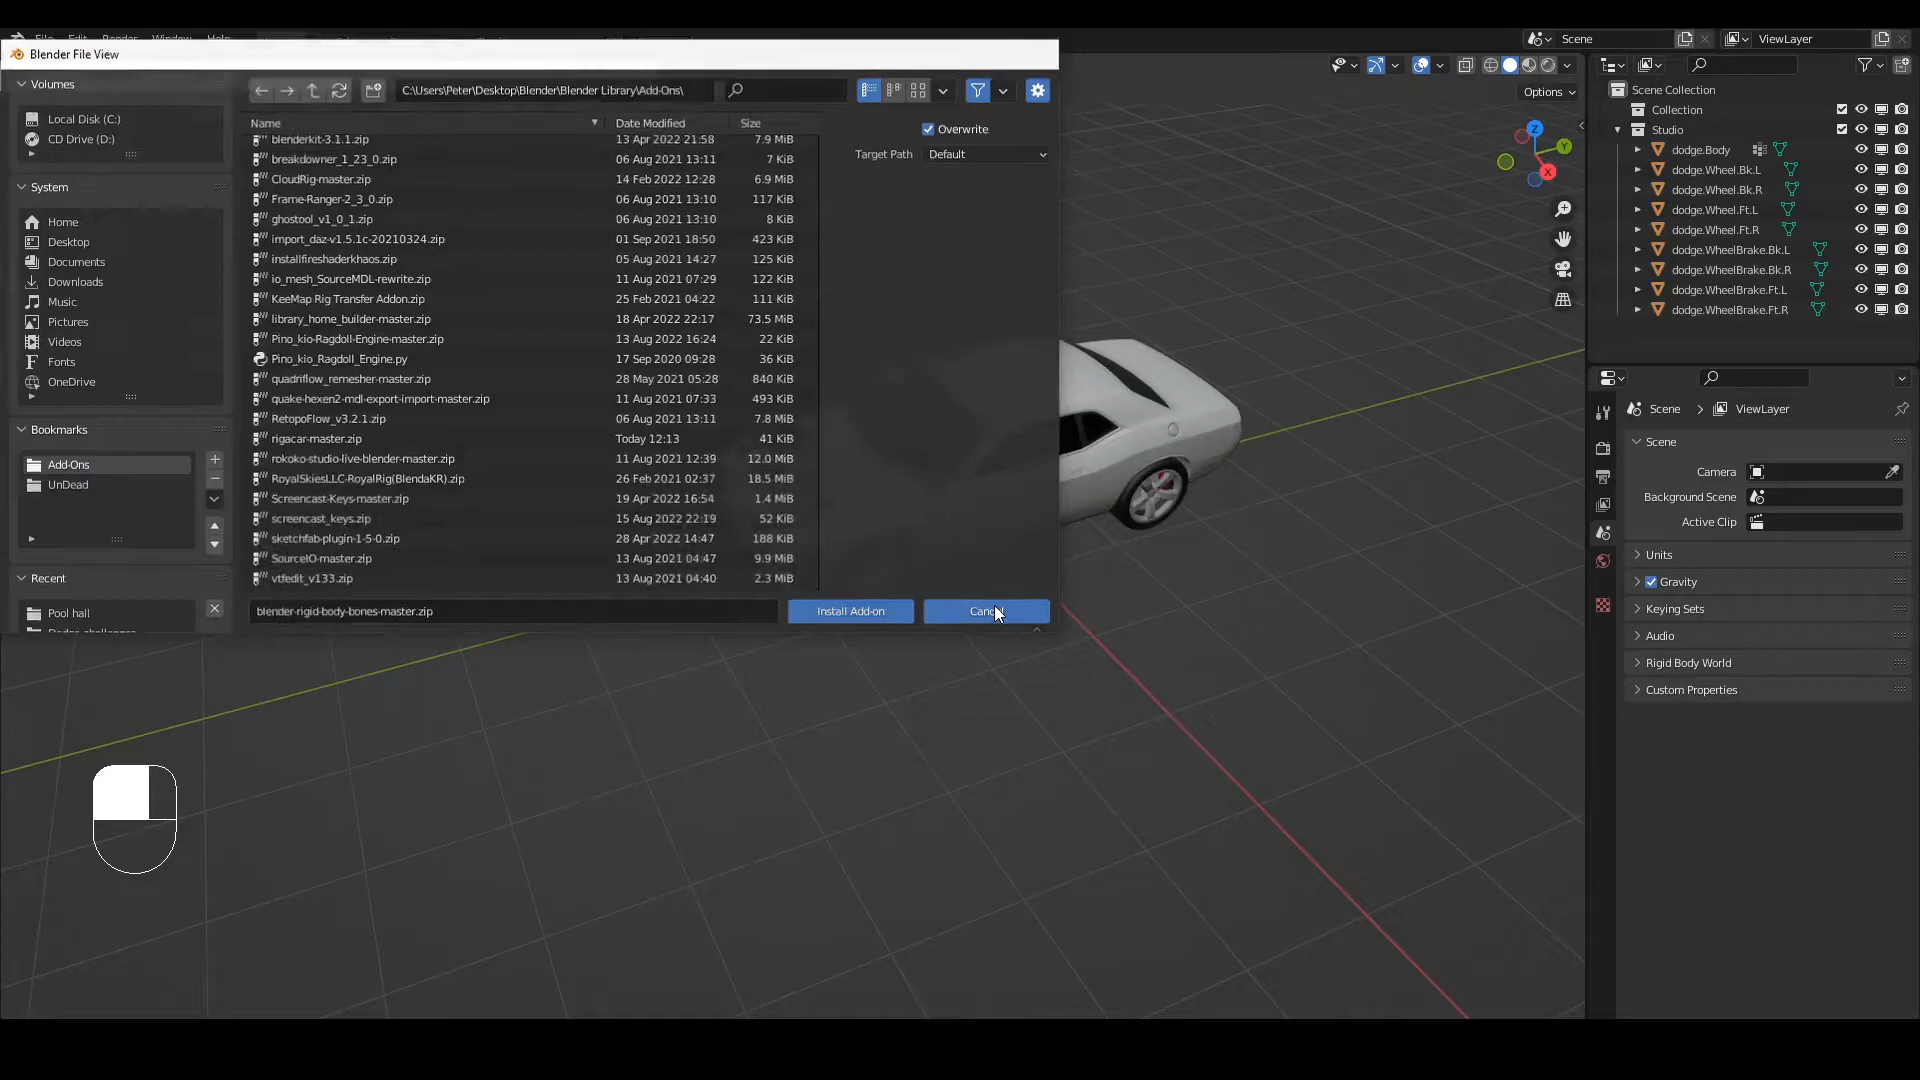 File Edit Render Window Help
Scene
ViewLayer
Blender File View
Volumes
Local Disk (C:)
CD Drive (D:)
System
Home
Desktop
Documents
Downloads
Music
Pictures
Videos
Fonts
OneDrive
Bookmarks
Add-Ons
UnDead
Recent
Pool hall
C:\Users\Peter\Desktop\Blender\Blender Library\Add-Ons\
Name Date Modified Size
blenderkit-3.1.1.zip 13 Apr 2022 21:58 7.9 MiB
breakdowner_1_23_0.zip 06 Aug 2021 13:11 7 KiB
CloudRig-master.zip 14 Feb 2022 12:28 6.9 MiB
Frame-Ranger-2_3_0.zip 06 Aug 2021 13:10 117 KiB
ghostool_v1_0_1.zip 06 Aug 2021 13:10 8 KiB
import_daz-v1.5.1c-20210324.zip 01 Sep 2021 18:50 423 KiB
installfireshaderkhaos.zip 05 Aug 2021 14:27 125 KiB
io_mesh_SourceMDL-rewrite.zip 11 Aug 2021 07:29 122 KiB
KeeMap Rig Transfer Addon.zip 25 Feb 2021 04:22 111 KiB
library_home_builder-master.zip 18 Apr 2022 22:17 73.5 MiB
Pino_kio-Ragdoll-Engine-master.zip 13 Aug 2022 16:24 22 KiB
Pino_kio_Ragdoll_Engine.py 17 Sep 2020 09:28 36 KiB
quadriflow_remesher-master.zip 28 May 2021 05:28 840 KiB
quake-hexen2-mdl-export-import-master.zip 11 Aug 2021 07:33 493 KiB
RetopoFlow_v3.2.1.zip 06 Aug 2021 13:11 7.8 MiB
rigacar-master.zip Today 12:13 41 KiB
rokoko-studio-live-blender-master.zip 11 Aug 2021 12:39 12.0 MiB
RoyalSkiesLLC-RoyalRig(BlendaKR).zip 26 Feb 2021 02:37 18.5 MiB
Screencast-Keys-master.zip 19 Apr 2022 16:54 1.4 MiB
screencast_keys.zip 15 Aug 2022 22:19 52 KiB
sketchfab-plugin-1-5-0.zip 28 Apr 2022 14:47 188 KiB
SourceIO-master.zip 13 Aug 2021 04:47 9.9 MiB
vtfedit_v133.zip 13 Aug 2021 04:40 2.3 MiB
blender-rigid-body-bones-master.zip
Install Add-on
Overwrite
Target Path Default
Options
Z
Y
X
Scene Collection
Collection
Studio
dodge.Body
dodge.Wheel.Bk.L
dodge.Wheel.Bk.R
dodge.Wheel.Ft.L
dodge.Wheel.Ft.R
dodge.WheelBrake.Bk.L
dodge.WheelBrake.Bk.R
dodge.WheelBrake.Ft.L
dodge.WheelBrake.Ft.R
Scene > ViewLayer
Scene
Camera
Background Scene
Active Clip
Units
Gravity
Keying Sets
Audio
Rigid Body World
Custom Properties